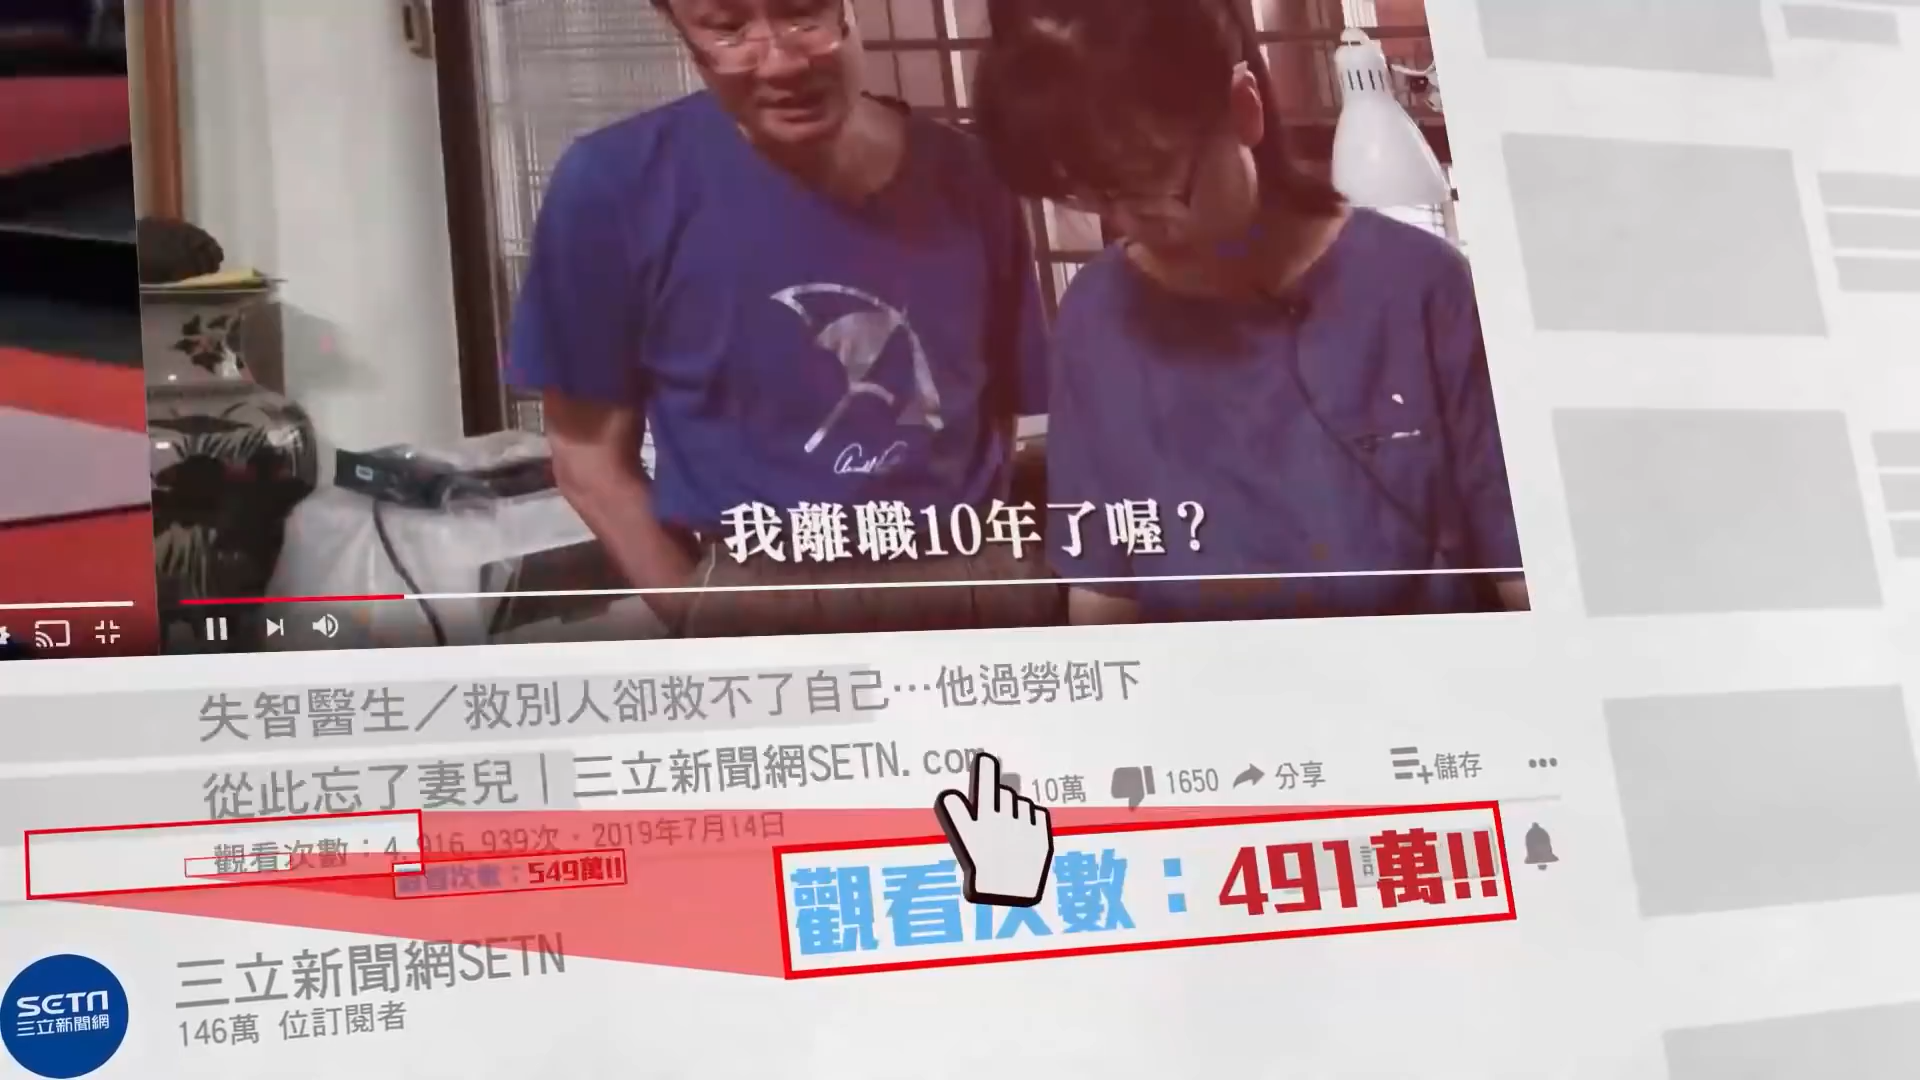 我離職10年了喔？
失智醫生／救別人卻救不了自己…他過勞倒下
從此忘了妻兒｜三立新聞網SETN.com
10萬 1650 分享 儲存
觀看次數：4,916,939次・2019年7月14日
觀看次數：549萬!!
觀看次數：491萬!!
三立新聞網SETN
146萬 位訂閱者
SETN
三立新聞網